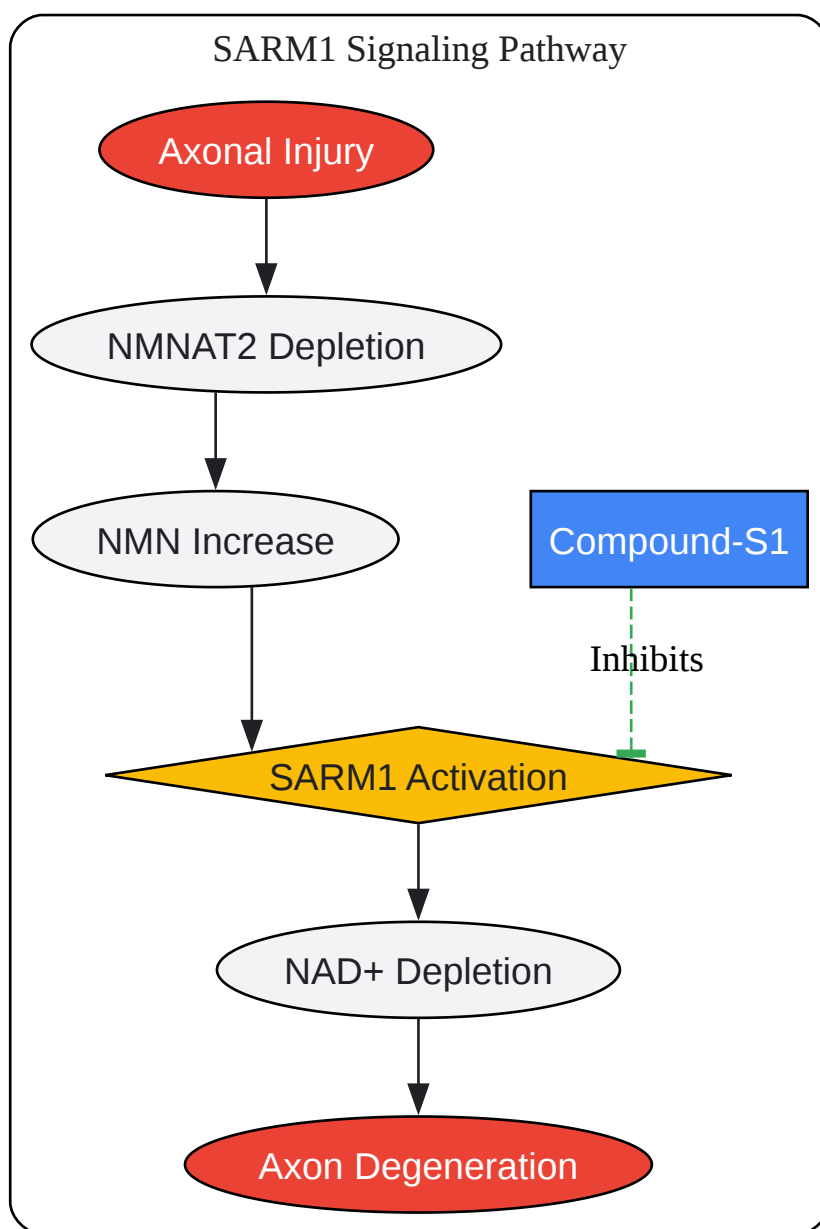 SARM1 Signaling Pathway
Axonal Injury
NMNAT2 Depletion
NMN Increase
Compound-S1
Inhibits
SARM1 Activation
NAD+ Depletion
Axon Degeneration